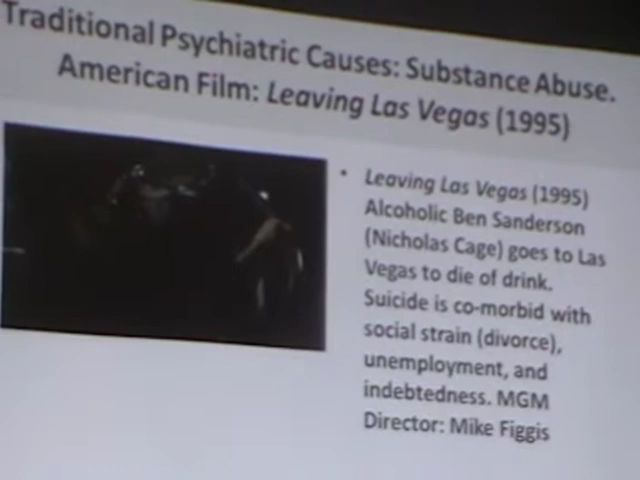 Traditional Psychiatric Causes: Substance Abuse.
American Film: Leaving Las Vegas (1995)
• Leaving Las Vegas (1995)
Alcoholic Ben Sanderson
(Nicholas Cage) goes to Las
Vegas to die of drink.
Suicide is co-morbid with
social strain (divorce),
unemployment, and
indebtedness. MGM
Director: Mike Figgis